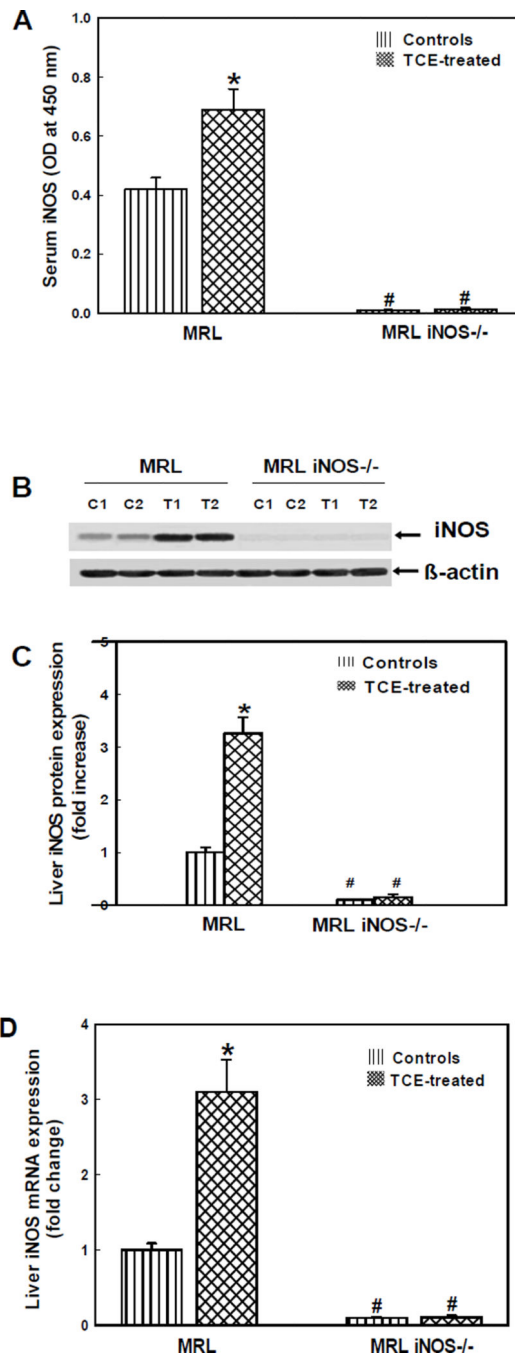 A
Controls
TCE-treated
Serum iNOS (OD at 450 nm)
1.0
0.8
0.6
0.4
0.2
0.0
*
#
#
MRL
MRL iNOS-/-
B
MRL
MRL iNOS-/-
C1 C2 T1 T2 C1 C2 T1 T2
iNOS
ß-actin
C
Controls
TCE-treated
Liver iNOS protein expression
(fold increase)
5
4
3
2
1
0
*
#
#
MRL
MRL iNOS-/-
D
Controls
TCE-treated
Liver iNOS mRNA expression
(fold change)
4
3
2
1
0
*
#
#
MRL
MRL iNOS-/-